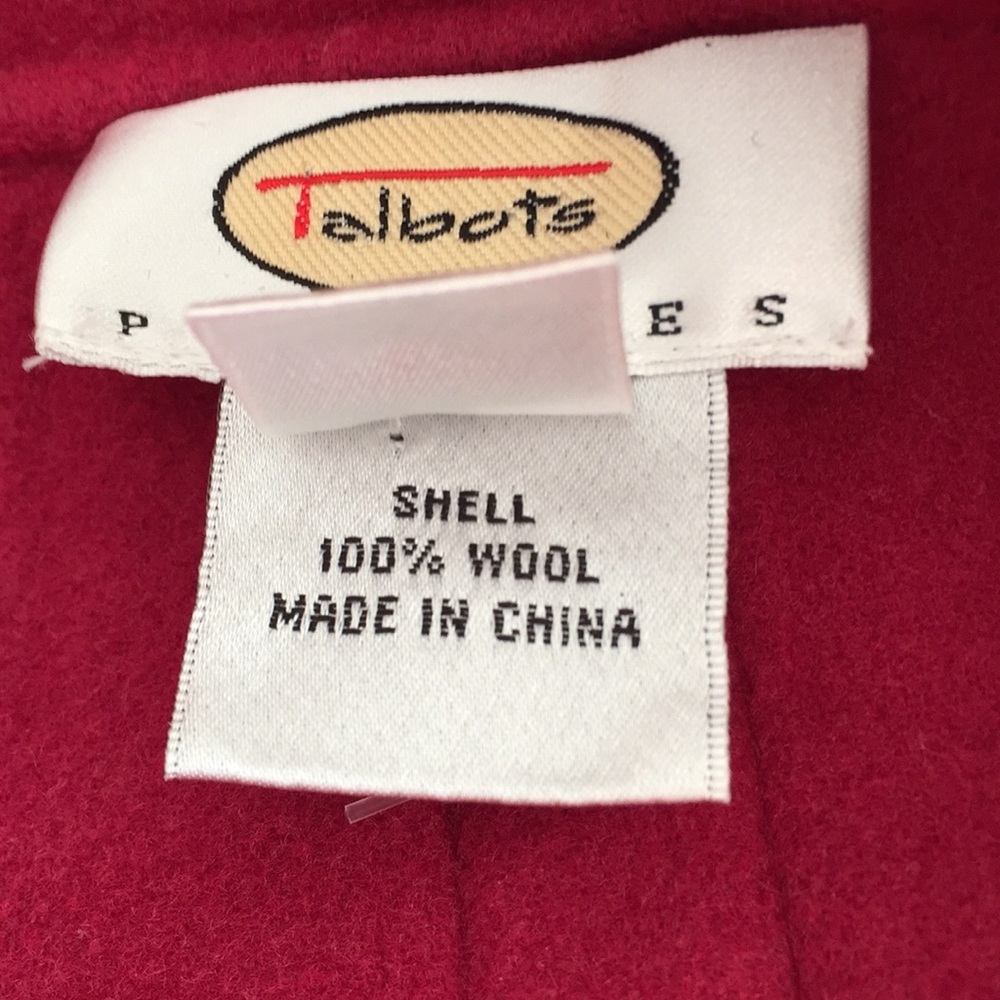 Talbots
P E S
SHELL
100% WOOL
MADE IN CHINA